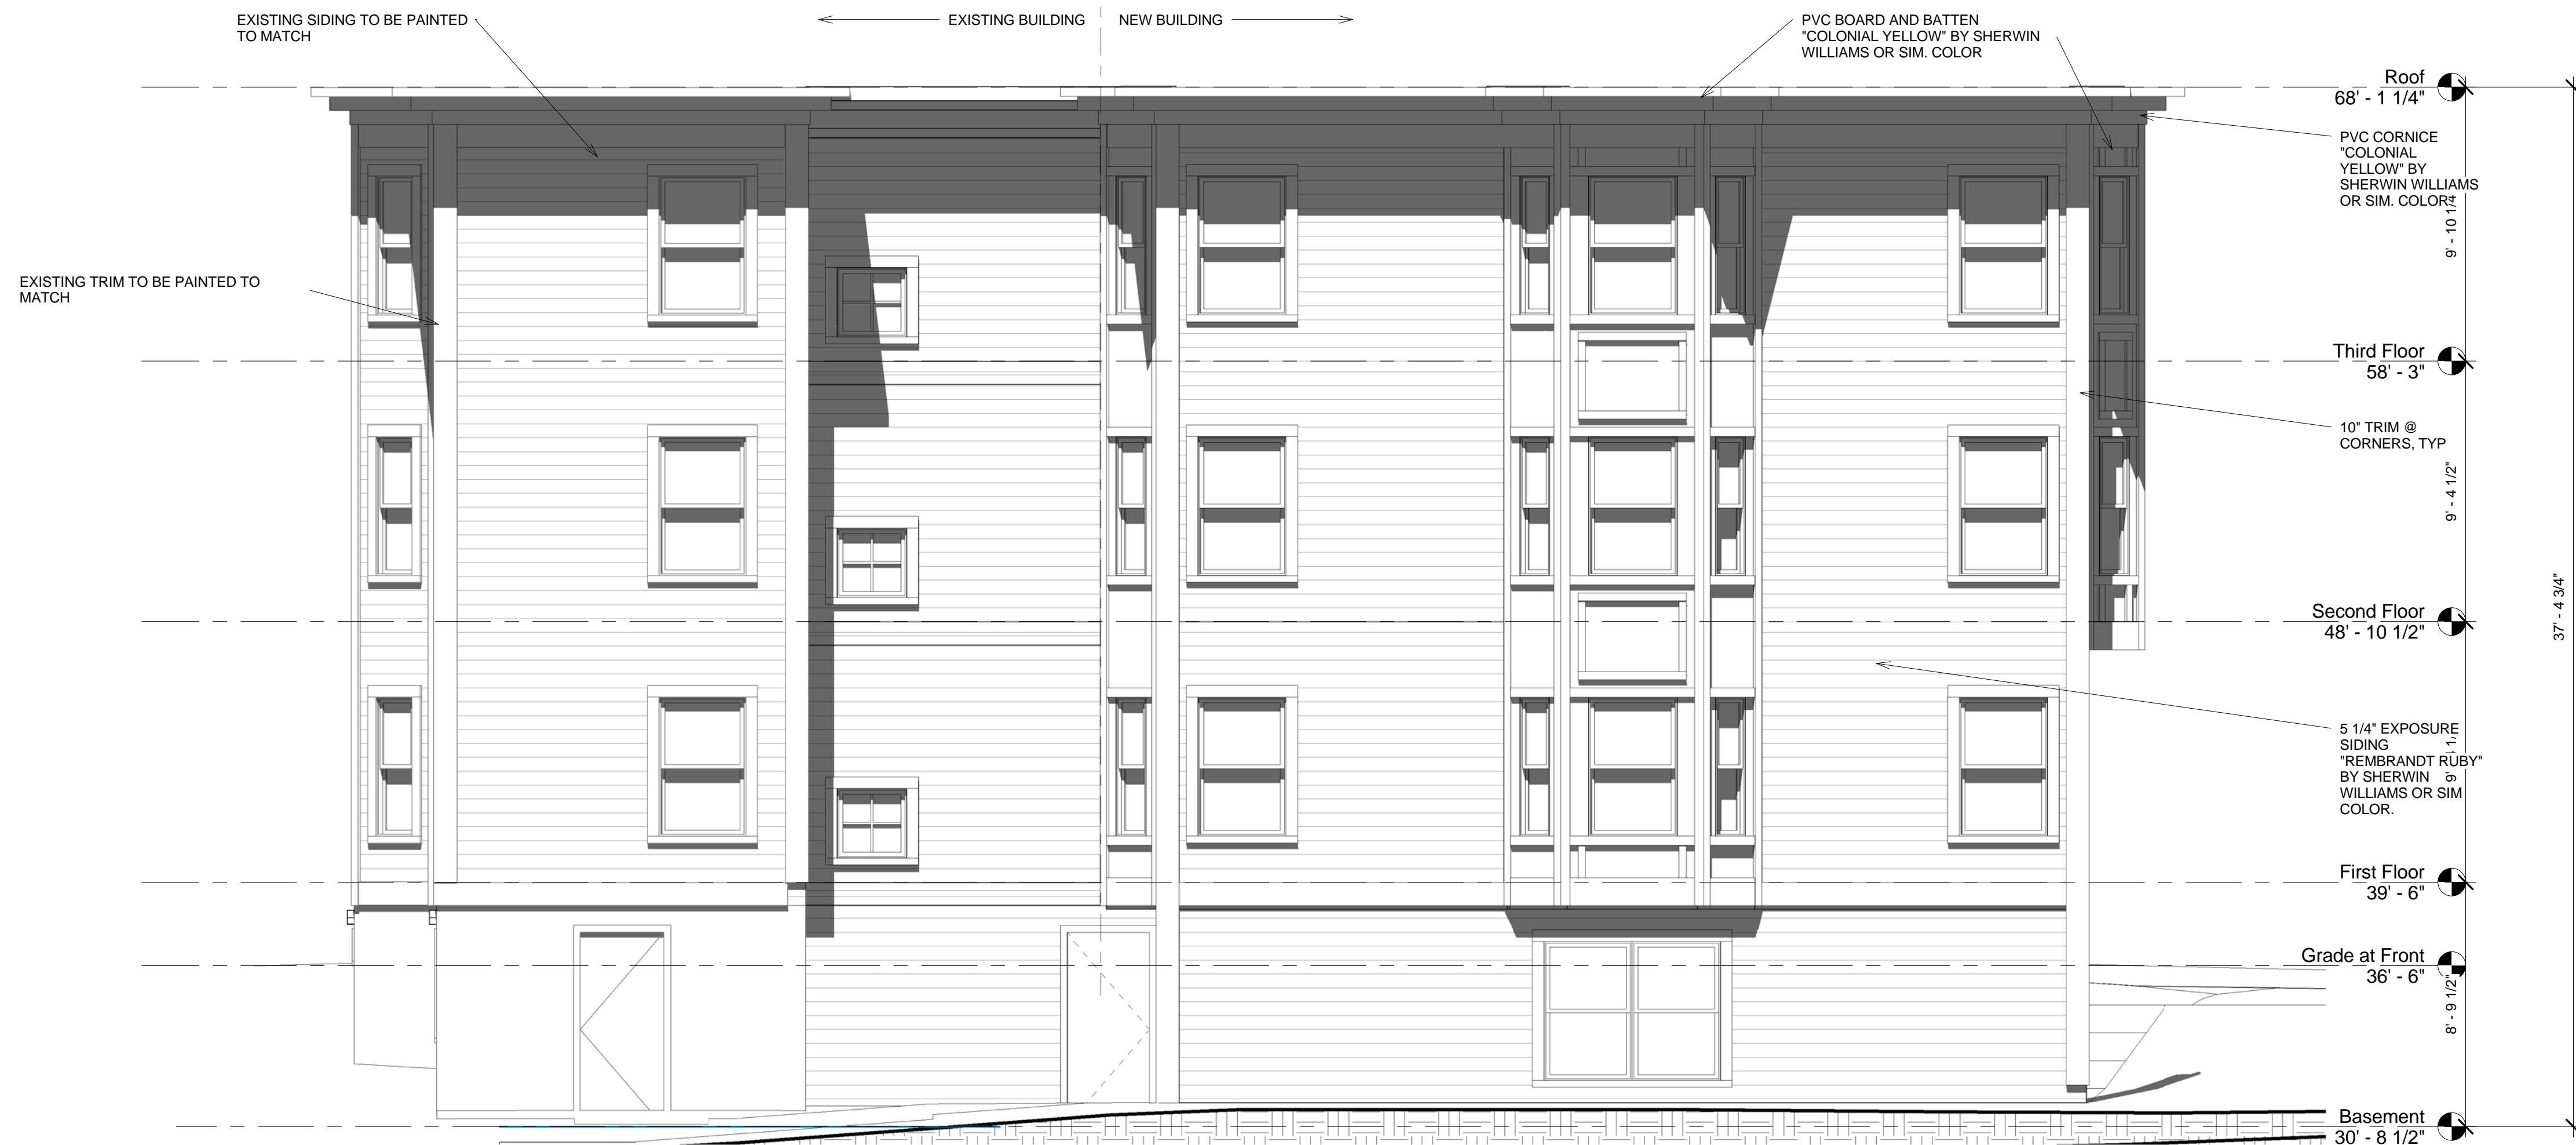 EXISTING SIDING TO BE PAINTED
TO MATCH
EXISTING BUILDING
NEW BUILDING
PVC BOARD AND BATTEN
"COLONIAL YELLOW" BY SHERWIN
WILLIAMS OR SIM. COLOR
Roof
68' - 1 1/4"
PVC CORNICE
"COLONIAL
YELLOW" BY
SHERWIN WILLIAMS
OR SIM. COLOR
9' - 10 1/4"
EXISTING TRIM TO BE PAINTED TO
MATCH
Third Floor
58' - 3"
10" TRIM @
CORNERS, TYP
9' - 4 1/2"
37' - 4 3/4"
Second Floor
48' - 10 1/2"
5 1/4" EXPOSURE
SIDING
"REMBRANDT RUBY"
BY SHERWIN
WILLIAMS OR SIM
COLOR.
First Floor
39' - 6"
Grade at Front
36' - 6"
8' - 9 1/2"
Basement
30' - 8 1/2"